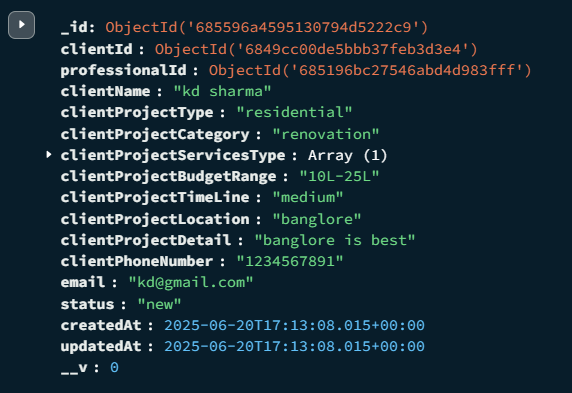 _id: ObjectId('685596a4595130794d5222c9')
clientId : ObjectId('6849cc00de5bbb37feb3d3e4')
professionalId : ObjectId('685196bc27546abd4d983fff')
clientName : "kd sharma"
clientProjectType : "residential"
clientProjectCategory : "renovation"
clientProjectServicesType : Array (1)
clientProjectBudgetRange : "10L-25L"
clientProjectTimeLine : "medium"
clientProjectLocation : "banglore"
clientProjectDetail : "banglore is best"
clientPhoneNumber : "1234567891"
email : "kd@gmail.com"
status : "new"
createdAt : 2025-06-20T17:13:08.015+00:00
updatedAt : 2025-06-20T17:13:08.015+00:00
__v : 0